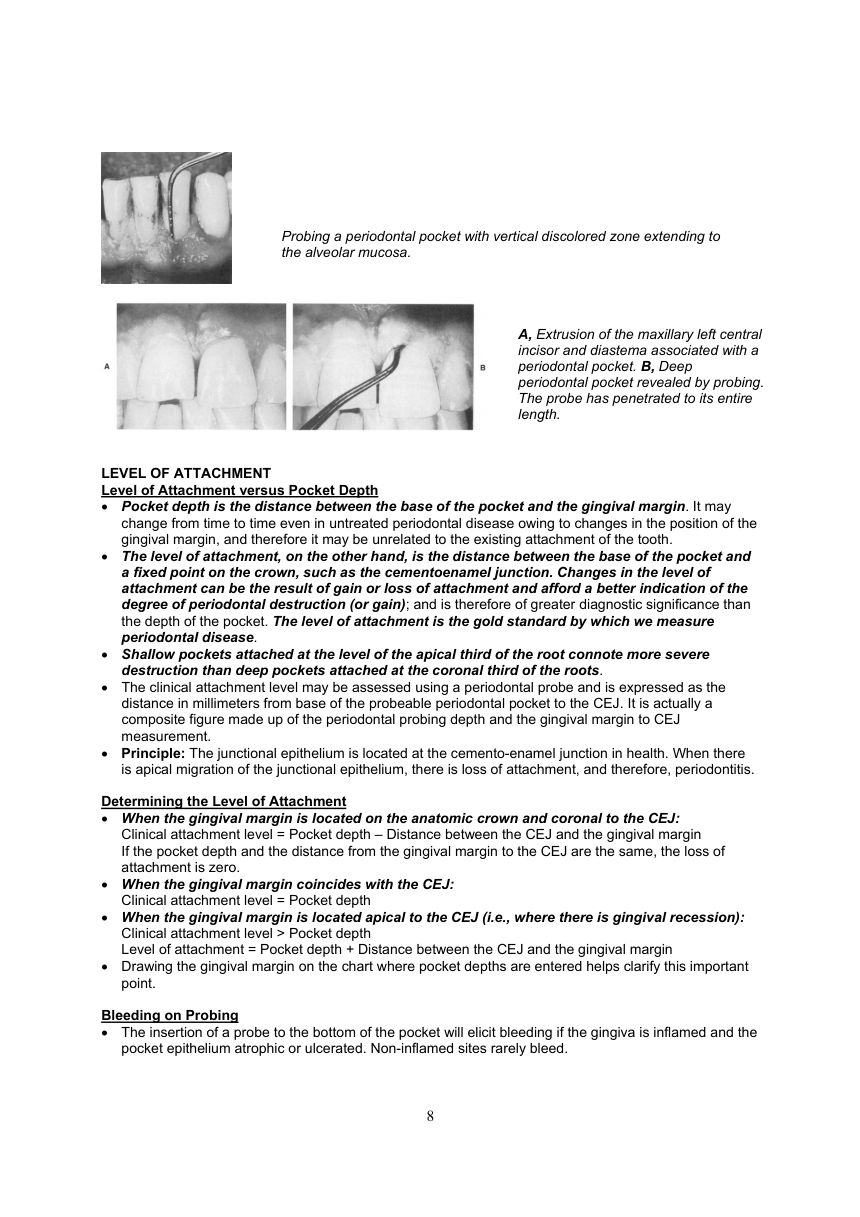 Probing a periodontal pocket with vertical discolored zone extending to
the alveolar mucosa.
A
B
A, Extrusion of the maxillary left central
incisor and diastema associated with a
periodontal pocket. B, Deep
periodontal pocket revealed by probing.
The probe has penetrated to its entire
length.
LEVEL OF ATTACHMENT
Level of Attachment versus Pocket Depth
• Pocket depth is the distance between the base of the pocket and the gingival margin. It may
change from time to time even in untreated periodontal disease owing to changes in the position of the
gingival margin, and therefore it may be unrelated to the existing attachment of the tooth.
• The level of attachment, on the other hand, is the distance between the base of the pocket and
a fixed point on the crown, such as the cementoenamel junction. Changes in the level of
attachment can be the result of gain or loss of attachment and afford a better indication of the
degree of periodontal destruction (or gain); and is therefore of greater diagnostic significance than
the depth of the pocket. The level of attachment is the gold standard by which we measure
periodontal disease.
• Shallow pockets attached at the level of the apical third of the root connote more severe
destruction than deep pockets attached at the coronal third of the roots.
• The clinical attachment level may be assessed using a periodontal probe and is expressed as the
distance in millimeters from base of the probeable periodontal pocket to the CEJ. It is actually a
composite figure made up of the periodontal probing depth and the gingival margin to CEJ
measurement.
• Principle: The junctional epithelium is located at the cemento-enamel junction in health. When there
is apical migration of the junctional epithelium, there is loss of attachment, and therefore, periodontitis.
Determining the Level of Attachment
• When the gingival margin is located on the anatomic crown and coronal to the CEJ:
Clinical attachment level = Pocket depth – Distance between the CEJ and the gingival margin
If the pocket depth and the distance from the gingival margin to the CEJ are the same, the loss of
attachment is zero.
• When the gingival margin coincides with the CEJ:
Clinical attachment level = Pocket depth
• When the gingival margin is located apical to the CEJ (i.e., where there is gingival recession):
Clinical attachment level > Pocket depth
Level of attachment = Pocket depth + Distance between the CEJ and the gingival margin
• Drawing the gingival margin on the chart where pocket depths are entered helps clarify this important
point.
Bleeding on Probing
• The insertion of a probe to the bottom of the pocket will elicit bleeding if the gingiva is inflamed and the
pocket epithelium atrophic or ulcerated. Non-inflamed sites rarely bleed.
8